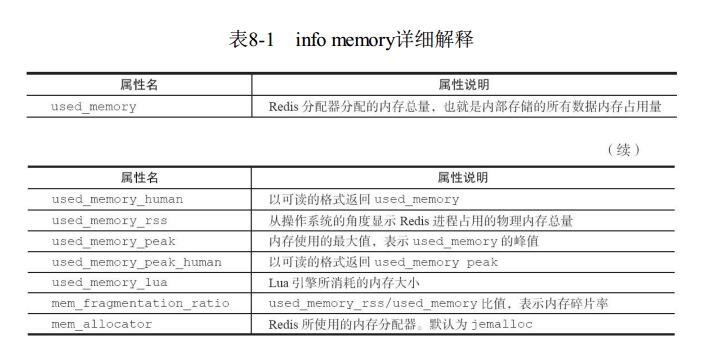 表8-1 info memory详细解释
属性名 属性说明
used_memory Redis 分配器分配的内存总量，也就是内部存储的所有数据内存占用量
（续）
属性名 属性说明
used_memory_human 以可读的格式返回 used_memory
used_memory_rss 从操作系统的角度显示 Redis 进程占用的物理内存总量
used_memory_peak 内存使用的最大值，表示 used_memory 的峰值
used_memory_peak_human 以可读的格式返回 used_memory peak
used_memory_lua Lua 引擎所消耗的内存大小
mem_fragmentation_ratio used_memory_rss/used_memory 比值，表示内存碎片率
mem_allocator Redis 所使用的内存分配器。默认为 jemalloc